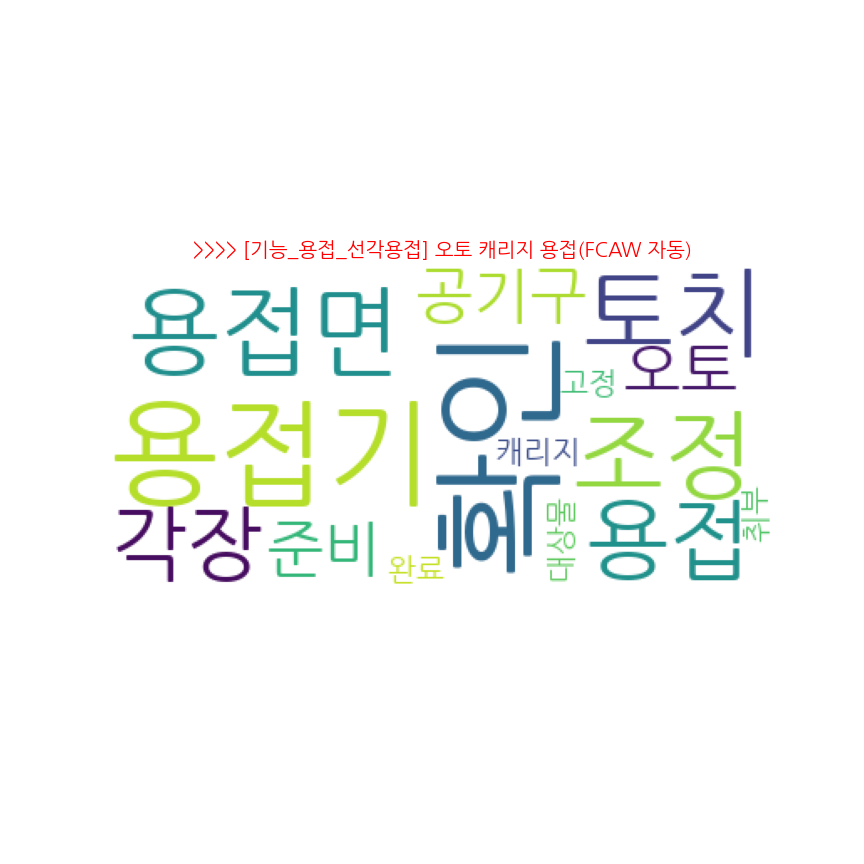 >>>> [기능_용접_선각용접] 오토 캐리지 용접(FCAW 자동)
용접면
공기구
토치
오토
고정
확인
용접기
캐리지
조정
각장
준비
완료
대상물
용접
취부